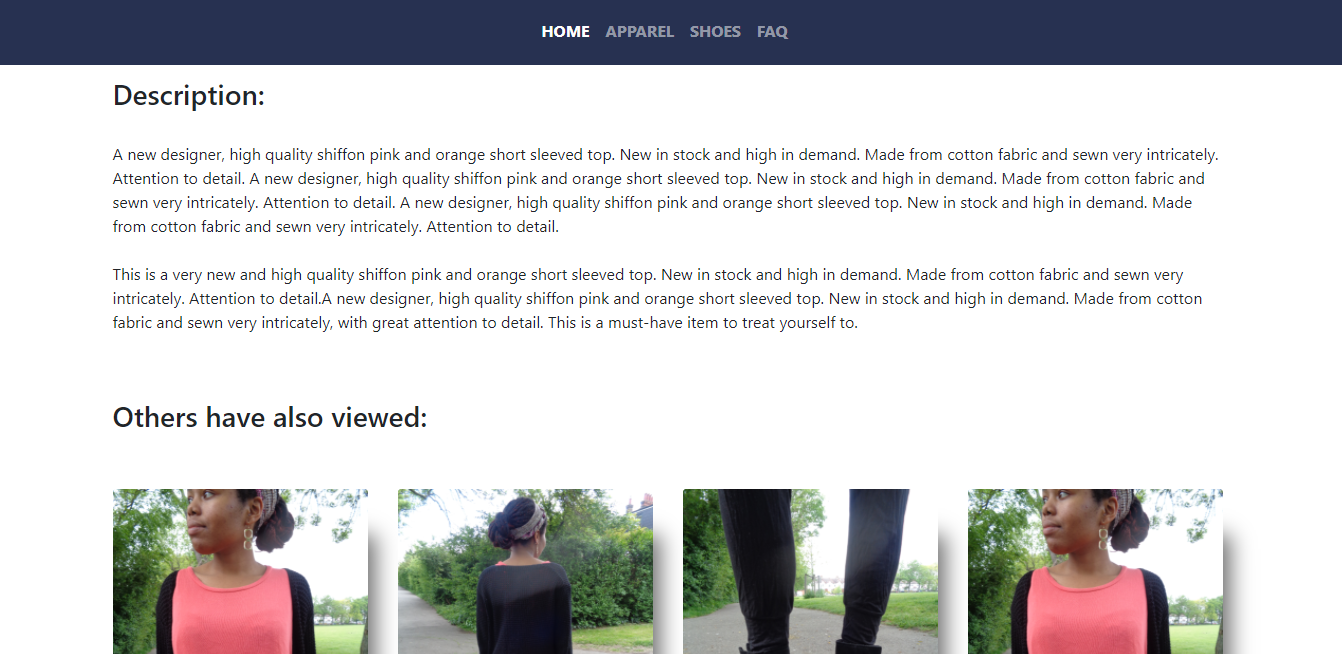 HOME APPAREL SHOES FAQ
Description:
A new designer, high quality shiffon pink and orange short sleeved top. New in stock and high in demand. Made from cotton fabric and sewn very intricately.
Attention to detail. A new designer, high quality shiffon pink and orange short sleeved top. New in stock and high in demand. Made from cotton fabric and
sewn very intricately. Attention to detail. A new designer, high quality shiffon pink and orange short sleeved top. New in stock and high in demand. Made
from cotton fabric and sewn very intricately. Attention to detail.
This is a very new and high quality shiffon pink and orange short sleeved top. New in stock and high in demand. Made from cotton fabric and sewn very
intricately. Attention to detail.A new designer, high quality shiffon pink and orange short sleeved top. New in stock and high in demand. Made from cotton
fabric and sewn very intricately, with great attention to detail. This is a must-have item to treat yourself to.
Others have also viewed: